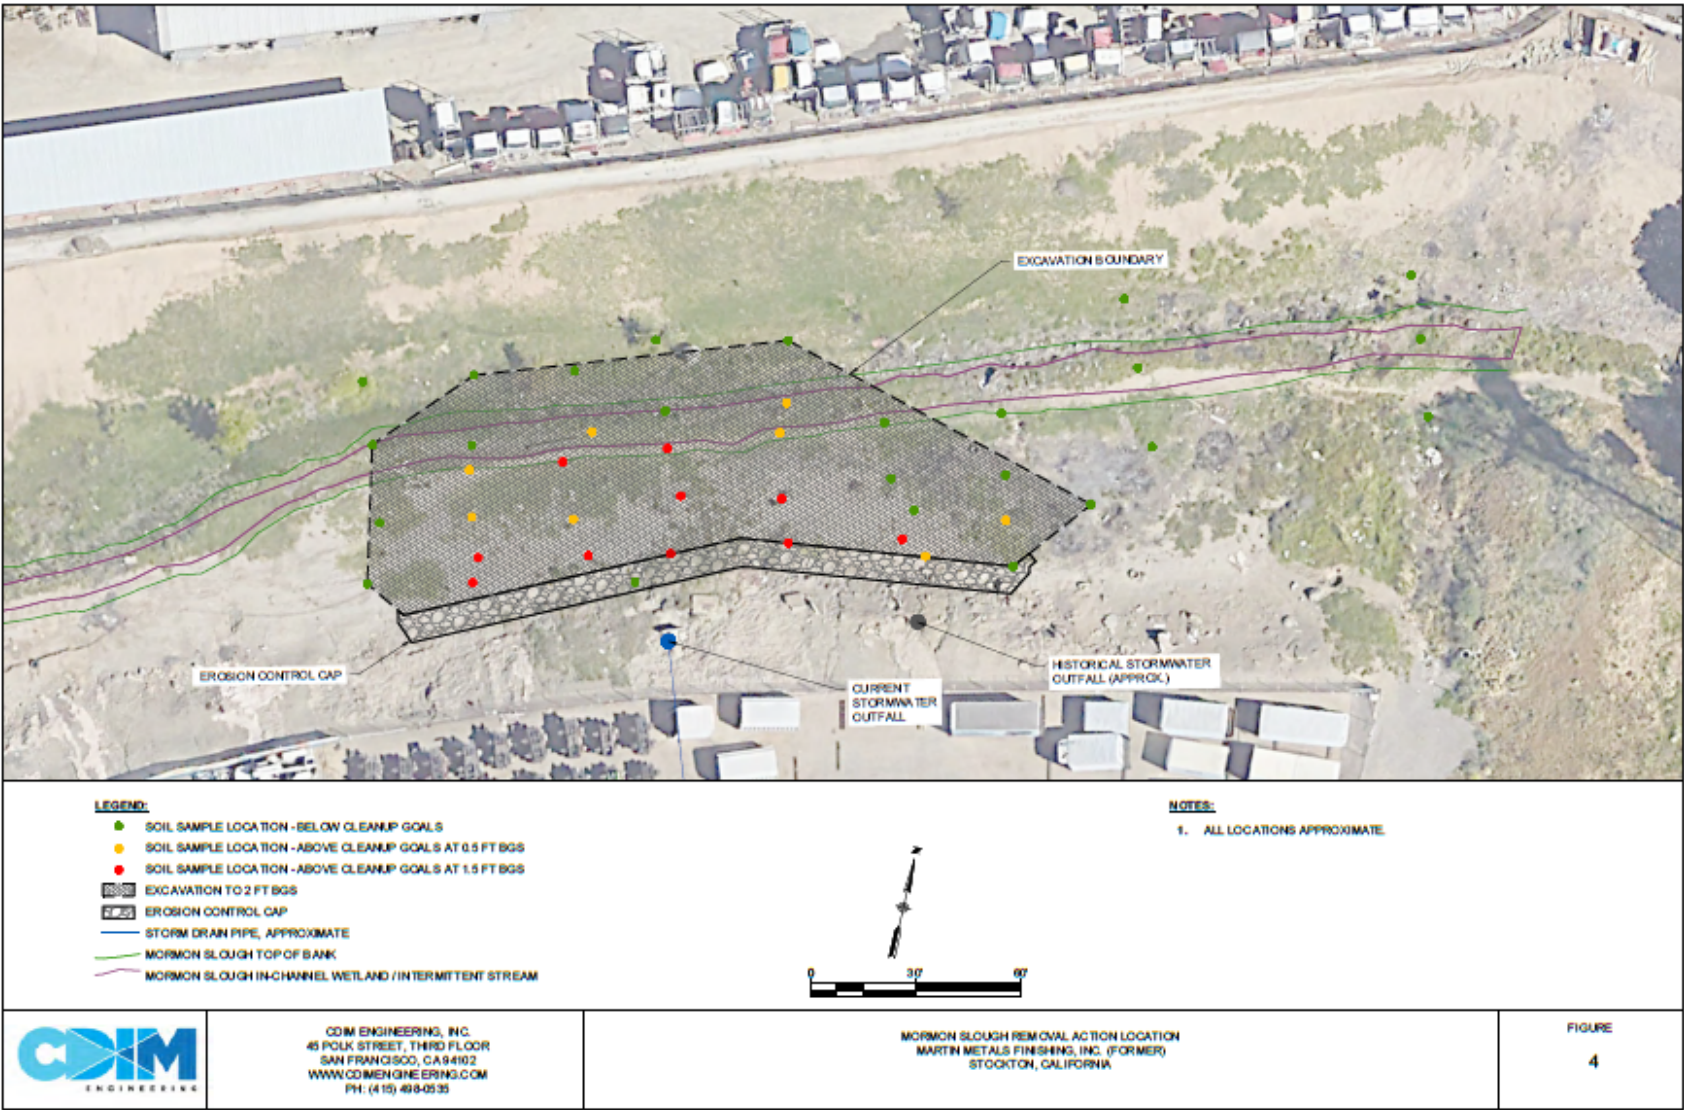 EXCAVATION BOUNDARY
EROSION CONTROL CAP
CURRENT
STORMWATER
OUTFALL
HISTORICAL STORMWATER
OUTFALL (APPROX.)
LEGEND:
SOIL SAMPLE LOCATION - BELOW CLEANUP GOALS
SOIL SAMPLE LOCATION - ABOVE CLEANUP GOALS AT 0.5 FT BGS
SOIL SAMPLE LOCATION - ABOVE CLEANUP GOALS AT 1.5 FT BGS
EXCAVATION TO 2 FT BGS
EROSION CONTROL CAP
STORM DRAIN PIPE, APPROXIMATE
MORMON SLOUGH TOP OF BANK
MORMON SLOUGH IN-CHANNEL WETLAND / INTERMITTENT STREAM
Z
0 30' 60'
NOTES:
1. ALL LOCATIONS APPROXIMATE.
CDIM
ENGINEERING
CDIM ENGINEERING, INC.
45 POLK STREET, THIRD FLOOR
SAN FRANCISCO, CA 94102
WWW.CDIMENGINEERING.COM
PH: (415) 498-0535
MORMON SLOUGH REMOVAL ACTION LOCATION
MARTIN METALS FINISHING, INC. (FORMER)
STOCKTON, CALIFORNIA
FIGURE
4